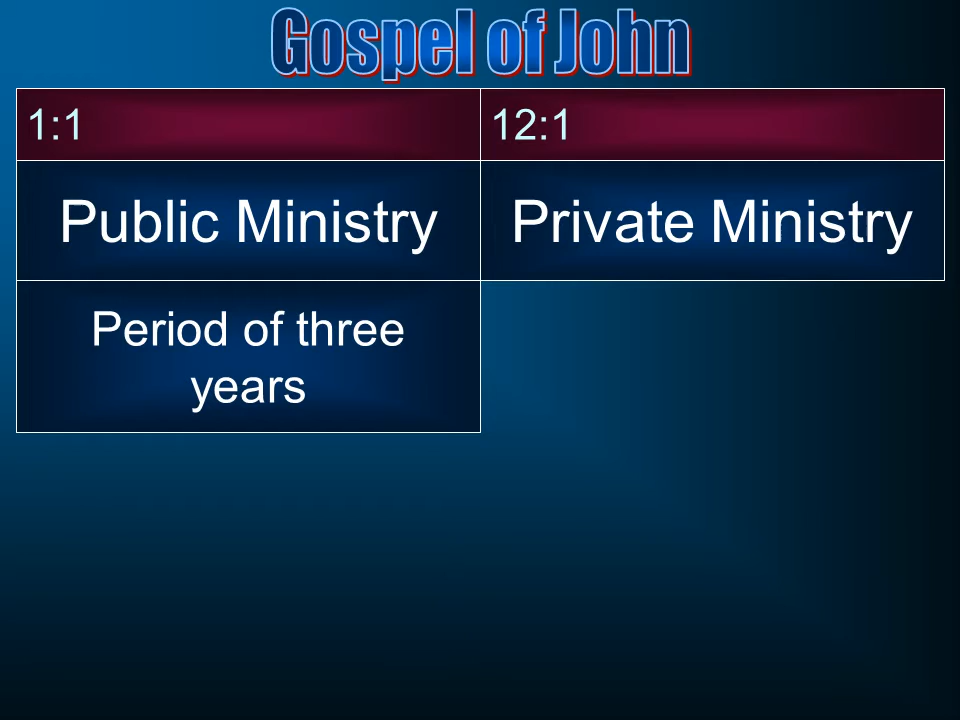 Gospel of John
1:1
12:1
Public Ministry
Private Ministry
Period of three
years